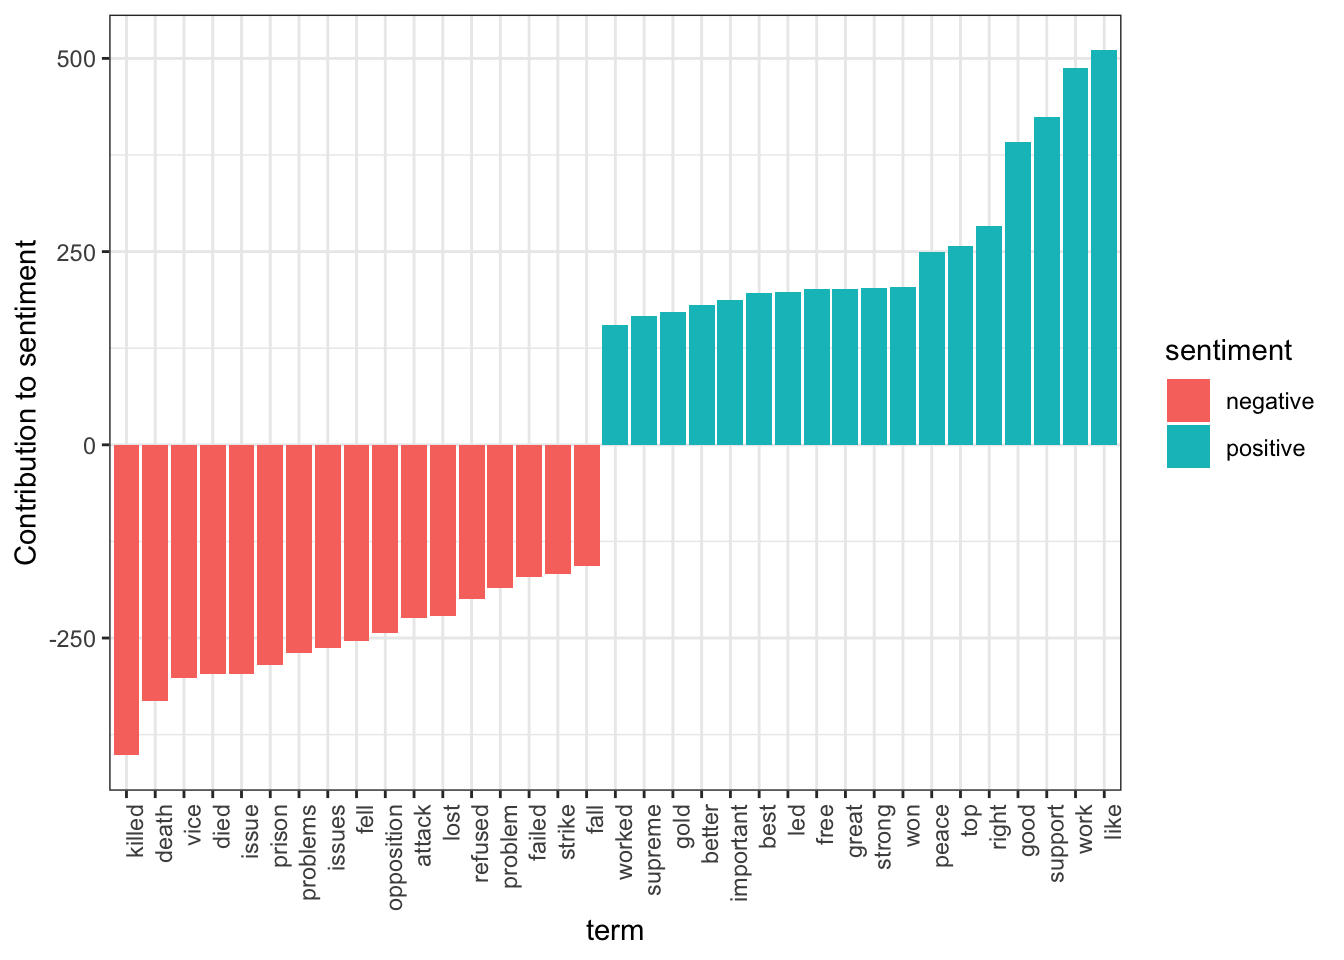 500
250
0
-250
Contribution to sentiment
killed
death
vice
died
issue
prison
problems
issues
fell
opposition
attack
lost
refused
problem
failed
strike
fall
worked
supreme
gold
better
important
best
led
free
great
strong
won
peace
top
right
good
support
work
like
term
sentiment
negative
positive